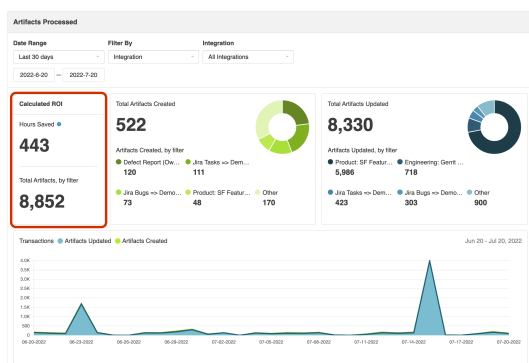 Artifacts Processed
Date Range
Filter By
Integration
Last 30 days
Integration
All Integrations
2022-6-20 — 2022-7-20
Calculated ROI
Hours Saved
443
Total Artifacts, by filter
8,852
Total Artifacts Created
522
Artifacts Created, by filter
Defect Report (Ow...
120
Jira Tasks => Dem...
111
Jira Bugs => Demo...
73
Product: SF Featur...
48
Other
170
Total Artifacts Updated
8,330
Artifacts Updated, by filter
Product: SF Featur...
5,986
Engineering: Gerrit ...
718
Jira Tasks => Dem...
423
Jira Bugs => Demo...
303
Other
900
Transactions Artifacts Updated Artifacts Created
Jun 20 - Jul 20, 2022
4.0K
3.5K
3.0K
2.5K
2.0K
1.5K
1.0K
500
0
06-20-2022 06-23-2022 06-26-2022 06-29-2022 07-02-2022 07-05-2022 07-08-2022 07-11-2022 07-14-2022 07-17-2022 07-20-2022